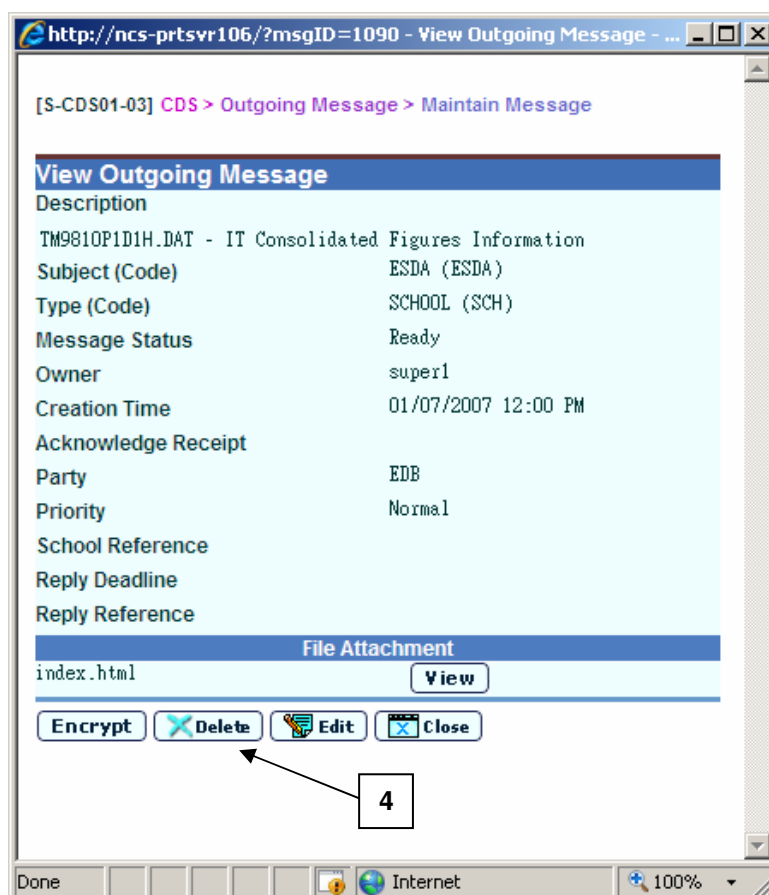 http://ncs-prtsvr106/?msgID=1090 - View Outgoing Message - ...
[S-CDS01-03] CDS > Outgoing Message > Maintain Message
View Outgoing Message
Description
TM9810P1D1H.DAT - IT Consolidated Figures Information
Subject (Code) ESDA (ESDA)
Type (Code) SCHOOL (SCH)
Message Status Ready
Owner super1
Creation Time 01/07/2007 12:00 PM
Acknowledge Receipt
Party EDB
Priority Normal
School Reference
Reply Deadline
Reply Reference
File Attachment
index.html View
Encrypt Delete Edit Close
4
Done Internet 100%